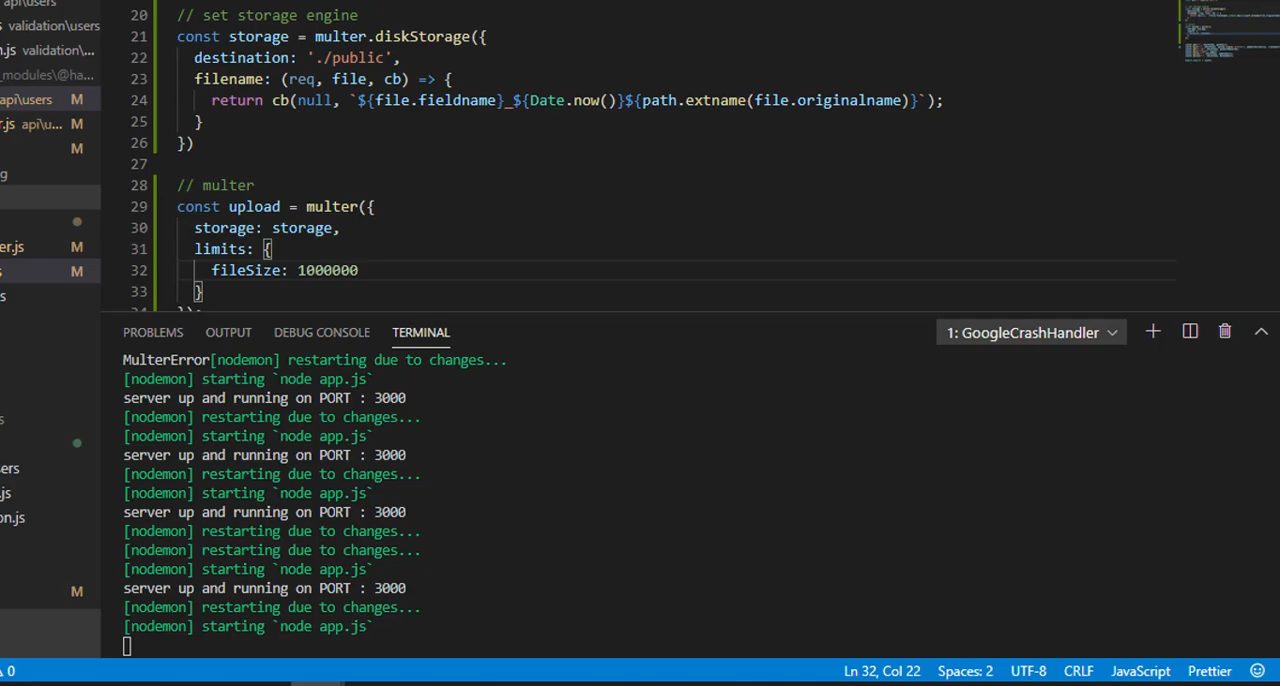 api\users
validation\users
n.js validation\...
_modules\@ha...
api\users M
r.js api\u... M
M
g
er.js M
s M
s
s
ers
.js
on.js
M
20 // set storage engine
21 const storage = multer.diskStorage({
22 destination: './public',
23 filename: (req, file, cb) => {
24 return cb(null, `${file.fieldname}_${Date.now()}${path.extname(file.originalname)}`);
25 }
26 })
27
28 // multer
29 const upload = multer({
30 storage: storage,
31 limits: {
32 fileSize: 1000000
33 }
34 });
PROBLEMS OUTPUT DEBUG CONSOLE TERMINAL 1: GoogleCrashHandler
MulterError[nodemon] restarting due to changes...
[nodemon] starting `node app.js`
server up and running on PORT : 3000
[nodemon] restarting due to changes...
[nodemon] starting `node app.js`
server up and running on PORT : 3000
[nodemon] restarting due to changes...
[nodemon] starting `node app.js`
server up and running on PORT : 3000
[nodemon] restarting due to changes...
[nodemon] restarting due to changes...
[nodemon] starting `node app.js`
server up and running on PORT : 3000
[nodemon] restarting due to changes...
[nodemon] starting `node app.js`
0 Ln 32, Col 22 Spaces: 2 UTF-8 CRLF JavaScript Prettier